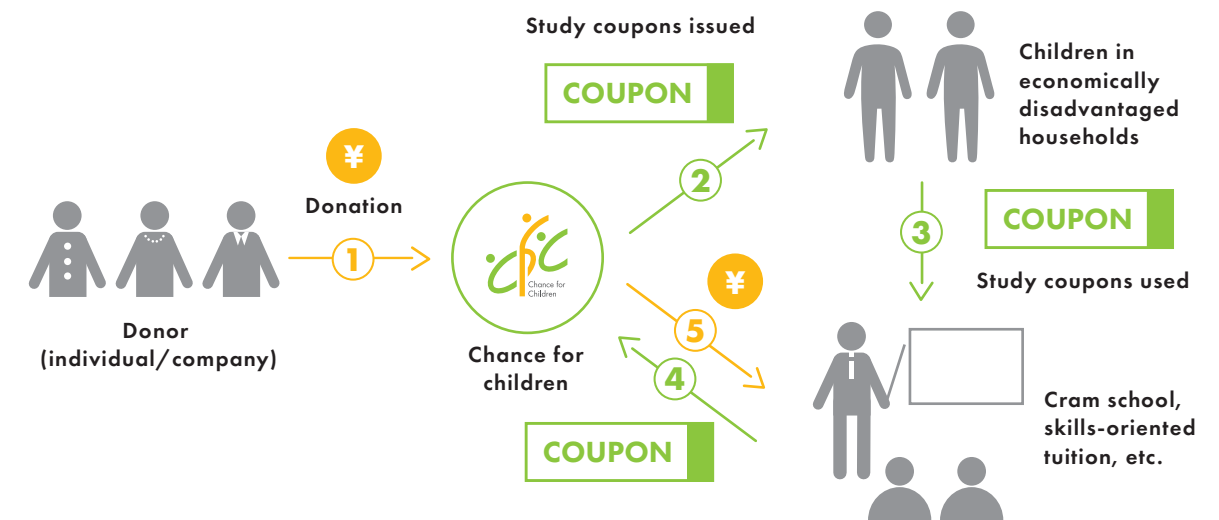 Study coupons issued
COUPON
Children in
economically
disadvantaged
households
¥
Donation
1
2
Chance for
Children
Donor
(individual/company)
Chance for
children
3
COUPON
Study coupons used
¥
5
4
COUPON
Cram school,
skills-oriented
tuition, etc.